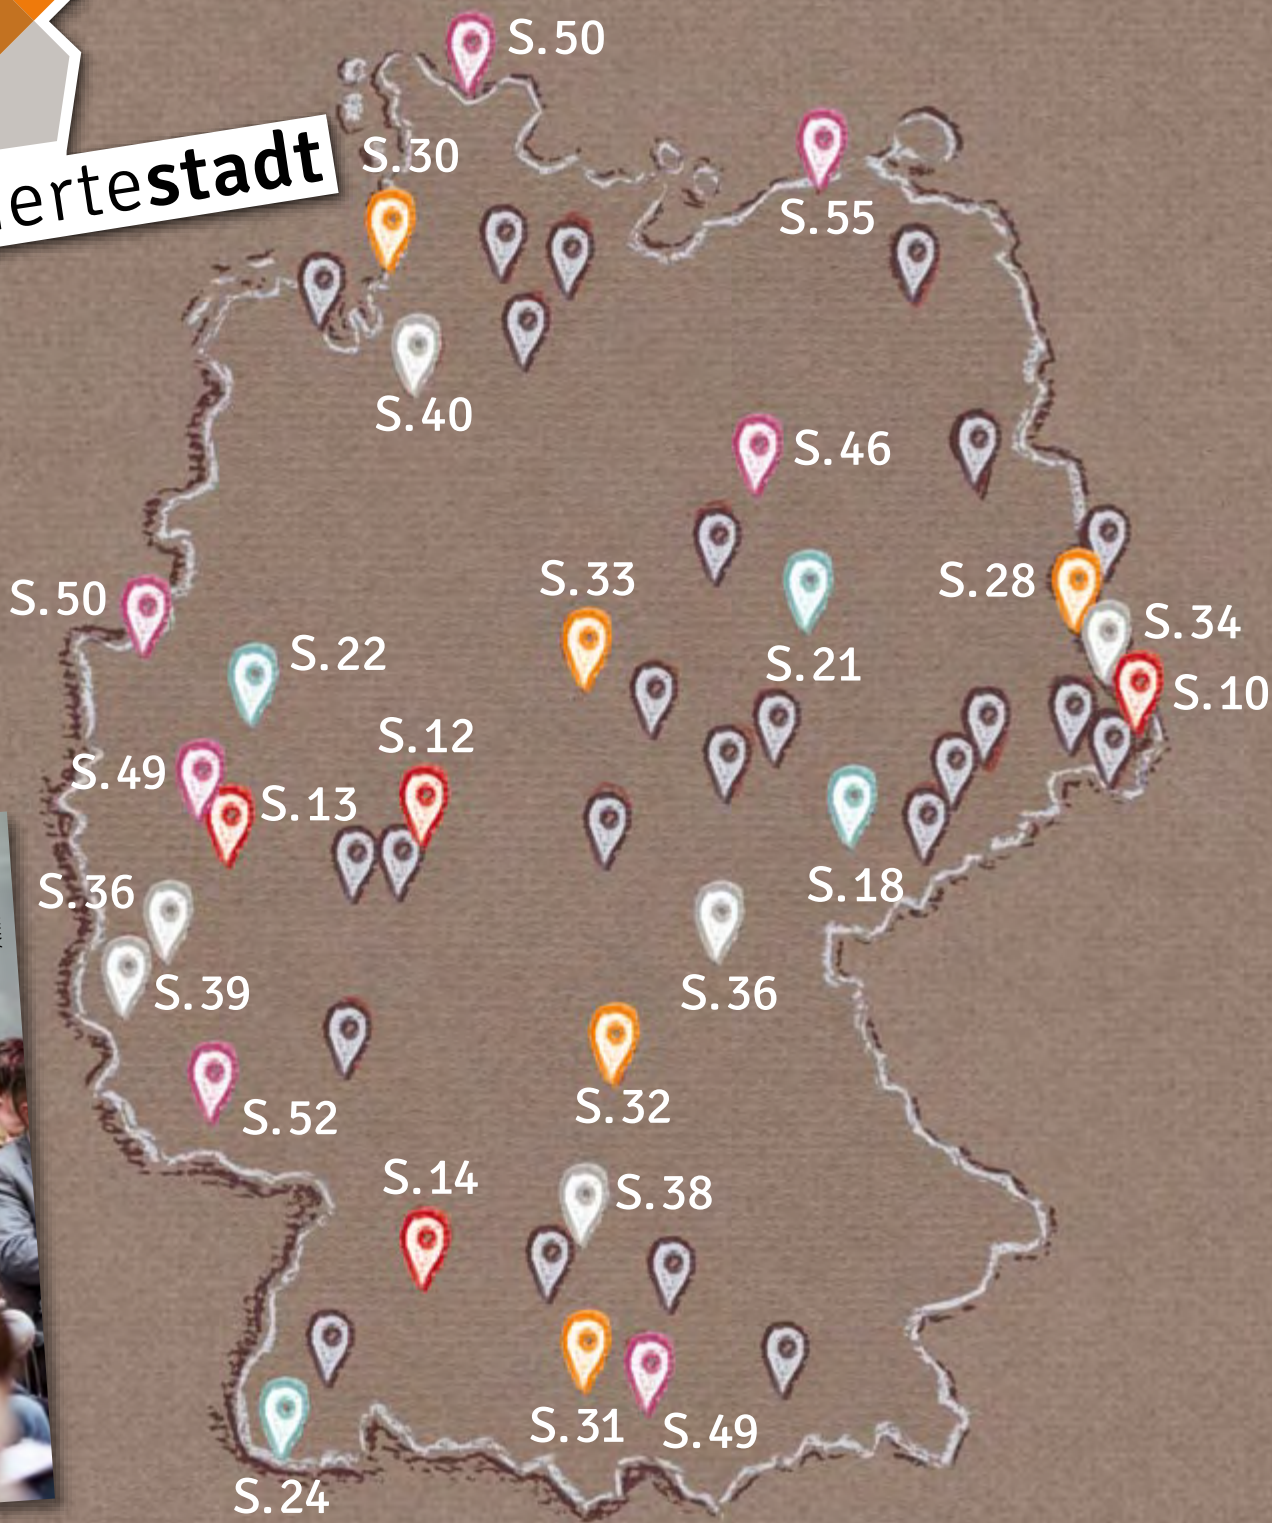 S. 50
ertestadt
S. 30
S. 55
S. 40
S. 46
S. 33
S. 28
S. 50
S. 34
S. 22
S. 21
S. 10
S. 12
S. 49
S. 13
S. 36
S. 18
S. 39
S. 36
S. 32
S. 52
S. 14
S. 38
S. 31
S. 49
S. 24